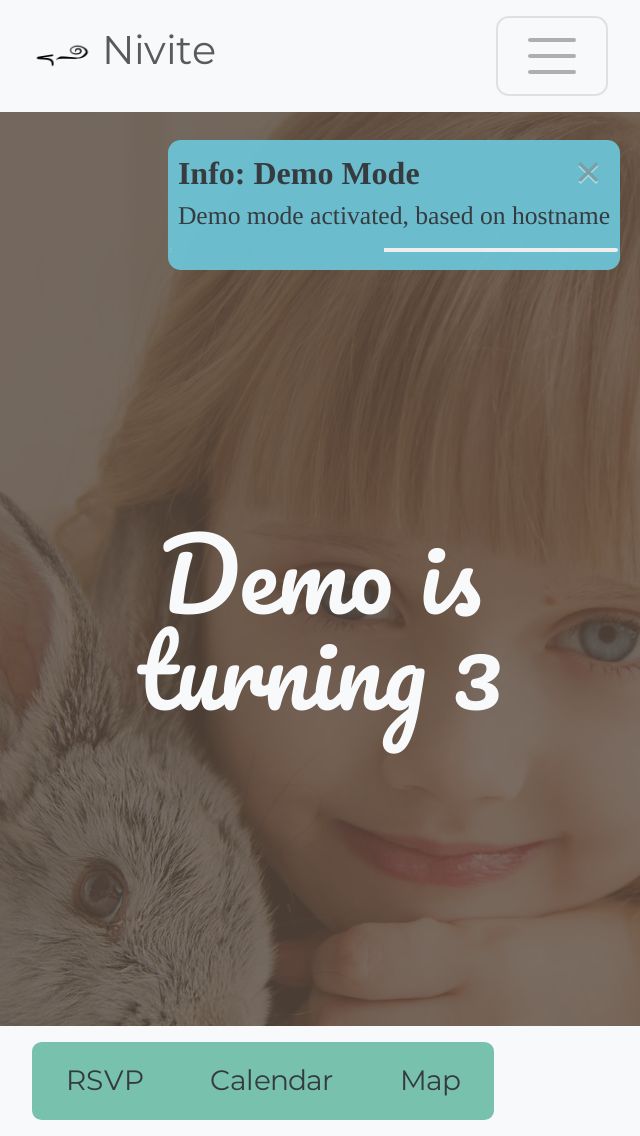 Nivite
Info: Demo Mode
×
Demo mode activated, based on hostname
Demo is
turning 3
RSVP Calendar Map